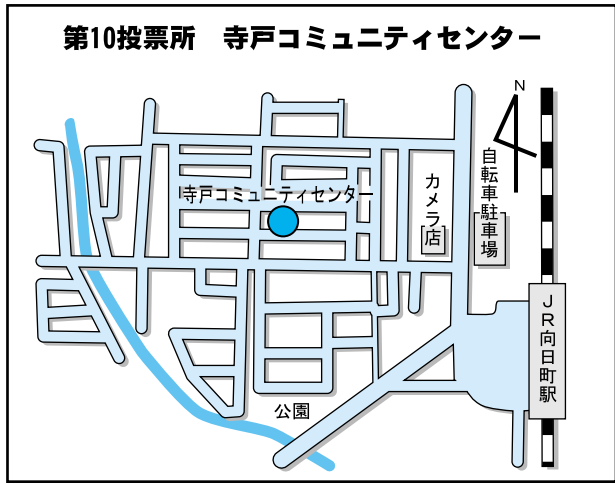 第10投票所　寺戸コミュニティセンター
N
自転車駐車場
カメラ店
寺戸コミュニティセンター
JR向日町駅
公園